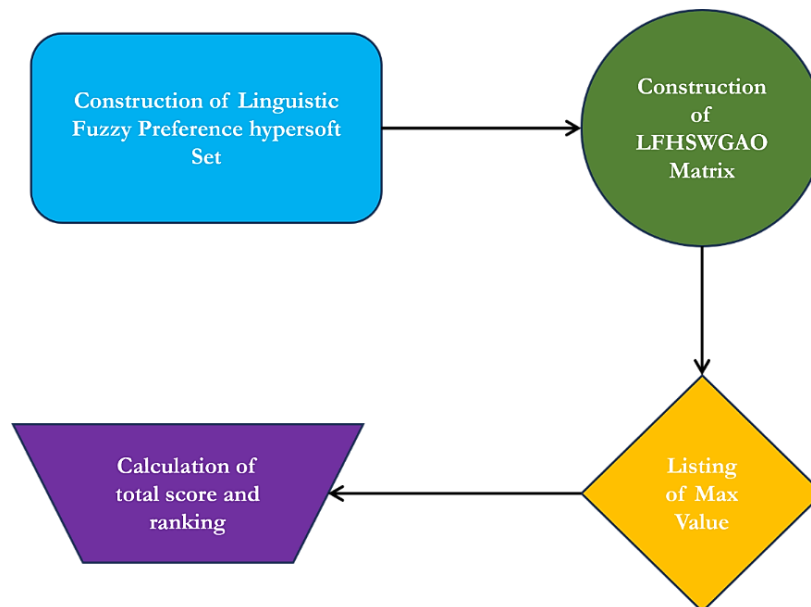 Construction of Linguistic
Fuzzy Preference hypersoft
Set
Construction
of
LFHSWGAO
Matrix
Listing
of Max
Value
Calculation of
total score and
ranking